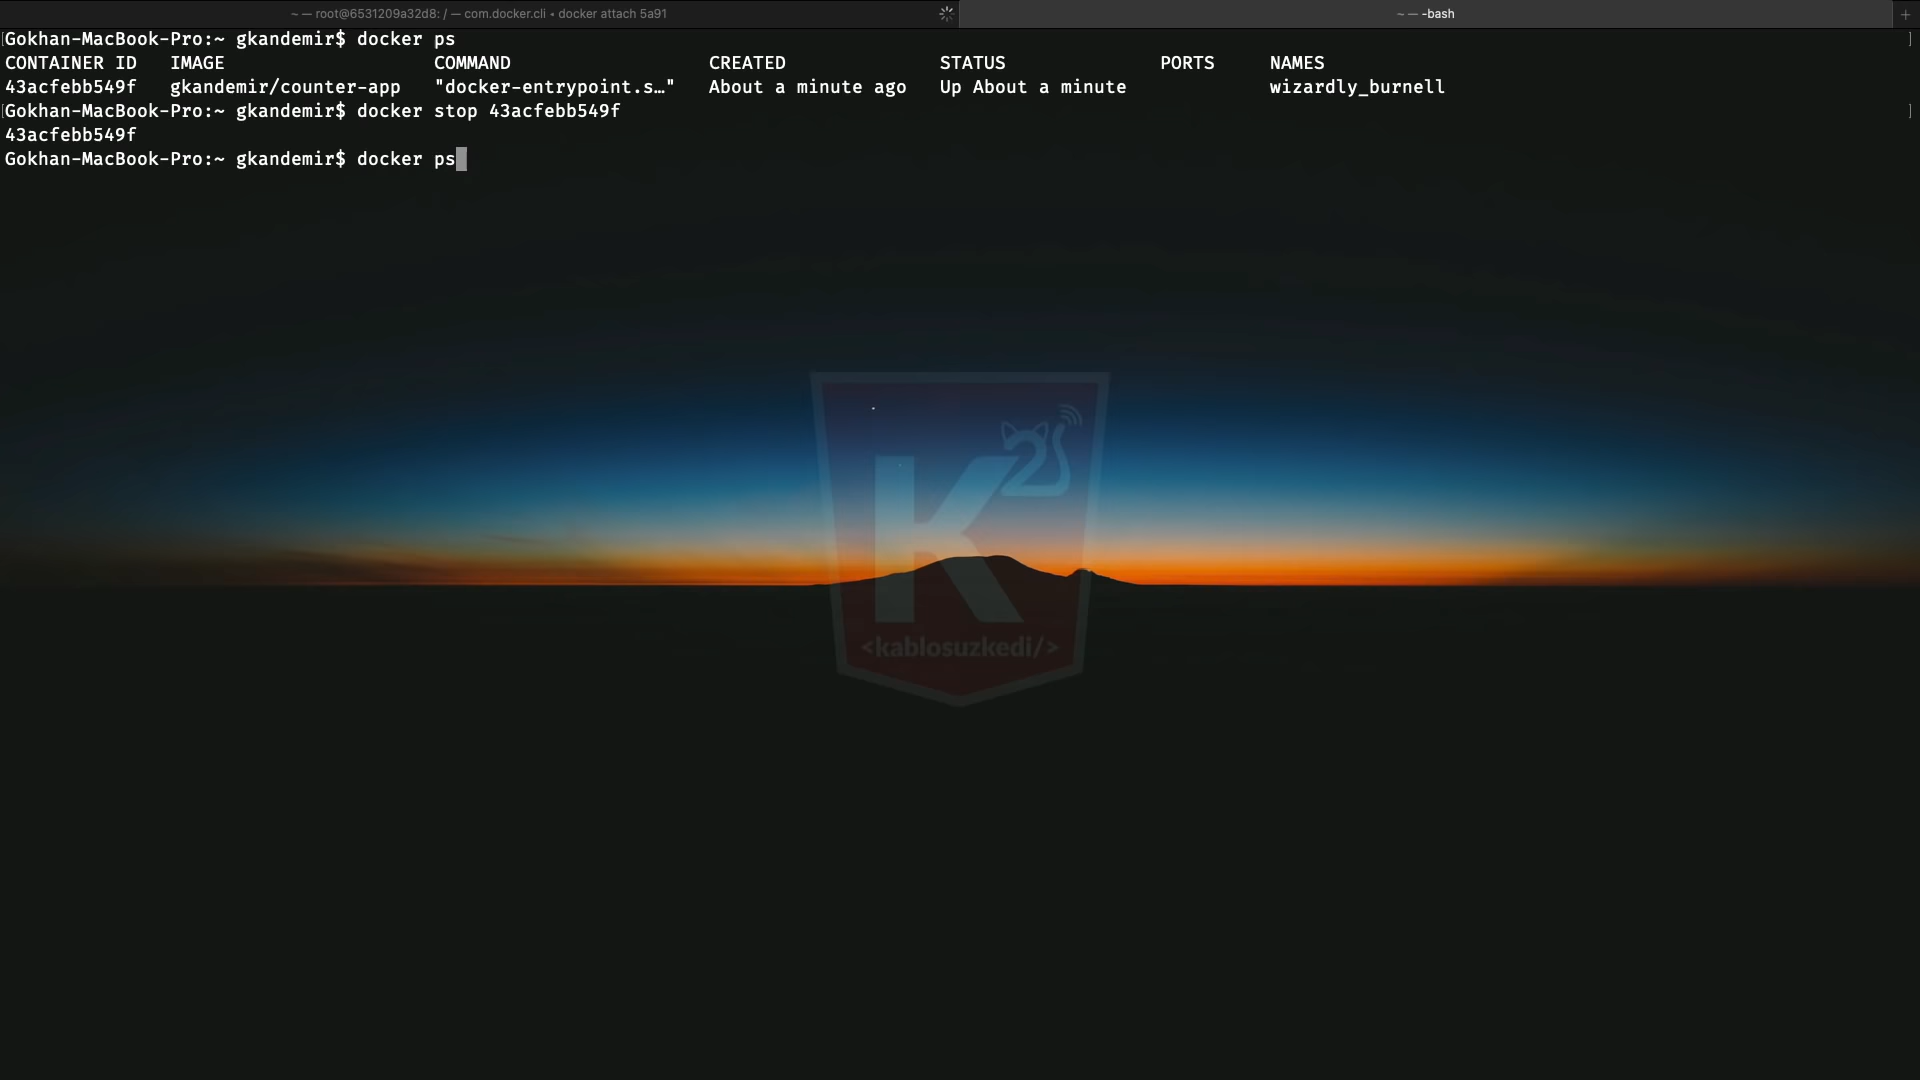 ~ — root@6531209a32d8: / — com.docker.cli ◂ docker attach 5a91
~ — -bash
Gokhan-MacBook-Pro:~ gkandemir$ docker ps
CONTAINER ID   IMAGE                   COMMAND                  CREATED              STATUS              PORTS     NAMES
43acfebb549f   gkandemir/counter-app   "docker-entrypoint.s…"   About a minute ago   Up About a minute             wizardly_burnell
Gokhan-MacBook-Pro:~ gkandemir$ docker stop 43acfebb549f
43acfebb549f
Gokhan-MacBook-Pro:~ gkandemir$ docker ps
K2
<kablosuzkedi/>